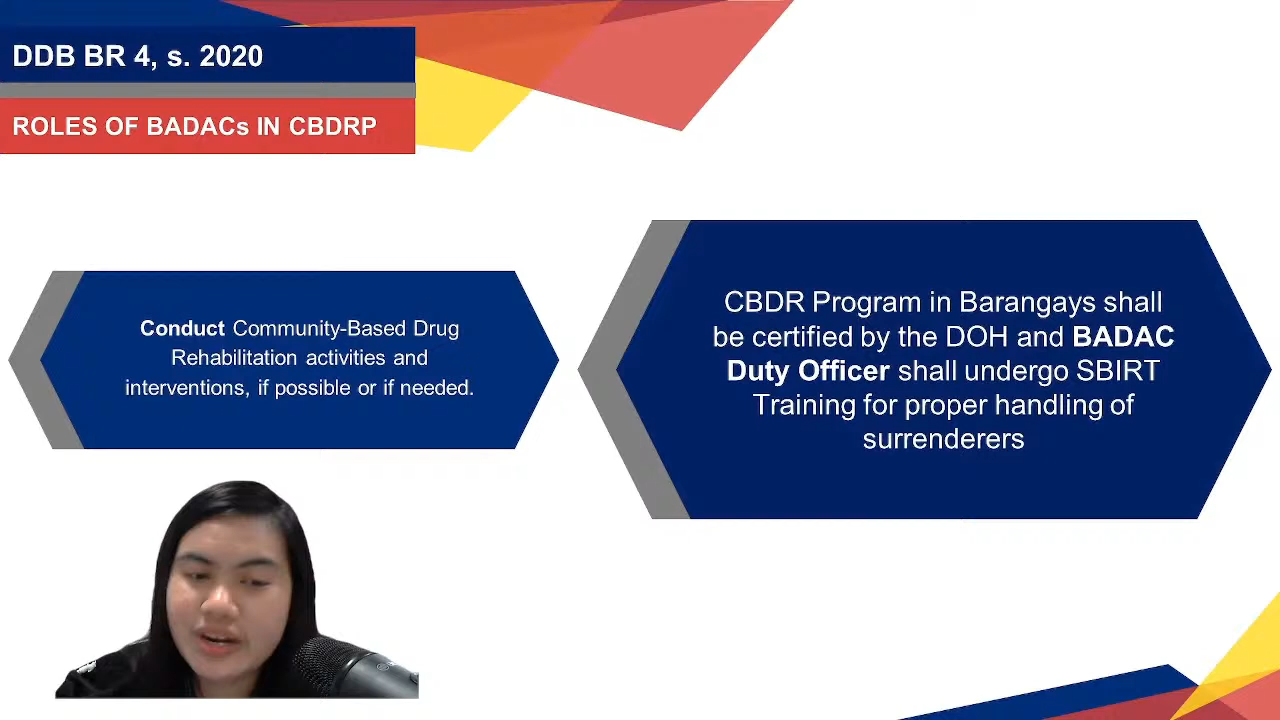 DDB BR 4, s. 2020
ROLES OF BADACs IN CBDRP
Conduct Community-Based Drug
Rehabilitation activities and
interventions, if possible or if needed.
CBDR Program in Barangays shall
be certified by the DOH and BADAC
Duty Officer shall undergo SBIRT
Training for proper handling of
surrenderers